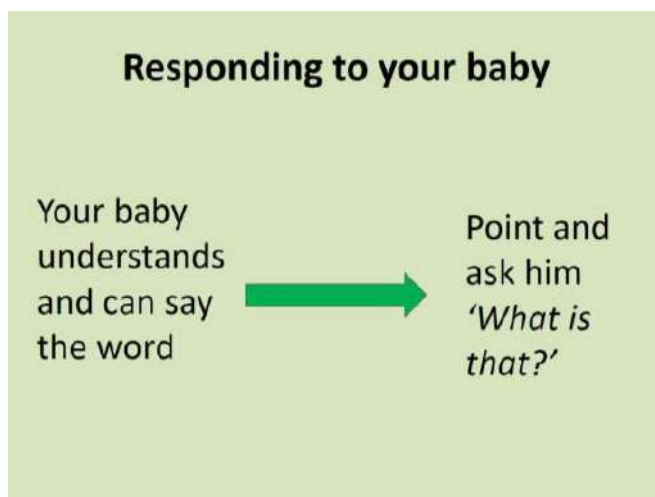 Responding to your baby
Your baby
understands
and can say
the word
Point and
ask him
‘What is
that?’